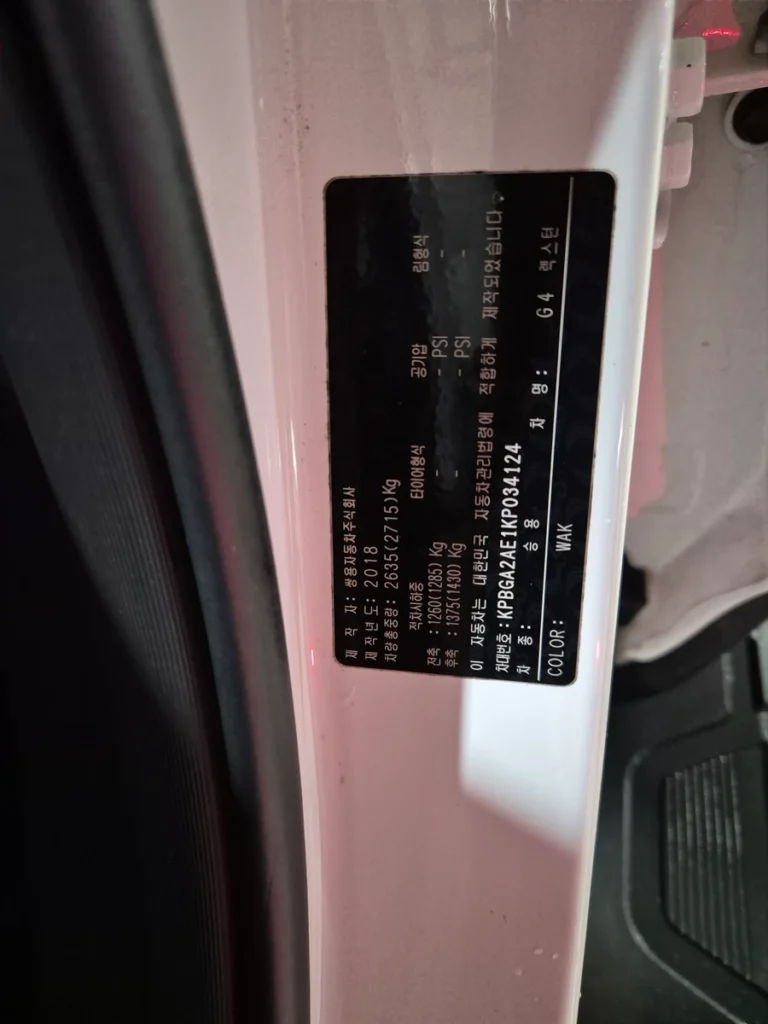 제 작 자: 쌍용자동차주식회사
제작년도: 2018
차량총중량: 2635(2715)Kg
적차시하중 타이어형식 공기압 림형식
전축 : 1260(1285) Kg - - PSI -
후축 : 1375(1430) Kg - - PSI -
이 자동차는 대한민국 자동차관리법령에 적합하게 제작되었습니다.
차대번호: KPBGA2AE1KP034124
차 종: 승 용 차 명: G4 렉스턴
COLOR: WAK